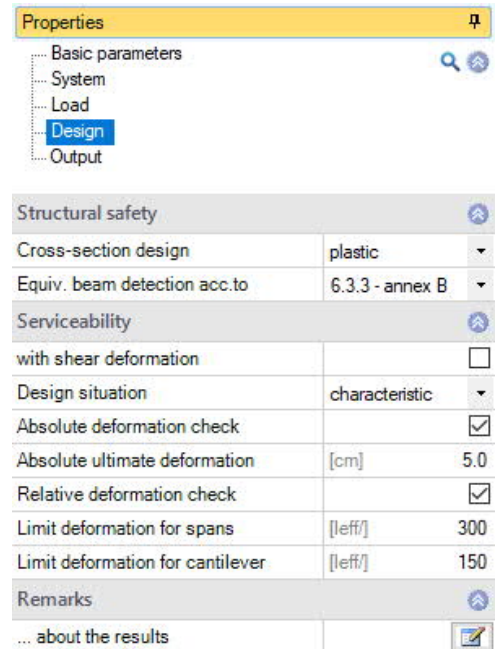 Properties
Basic parameters
System
Load
Design
Output
Structural safety
Cross-section design plastic
Equiv. beam detection acc.to 6.3.3 - annex B
Serviceability
with shear deformation
Design situation characteristic
Absolute deformation check
Absolute ultimate deformation [cm] 5.0
Relative deformation check
Limit deformation for spans [leff/] 300
Limit deformation for cantilever [leff/] 150
Remarks
... about the results